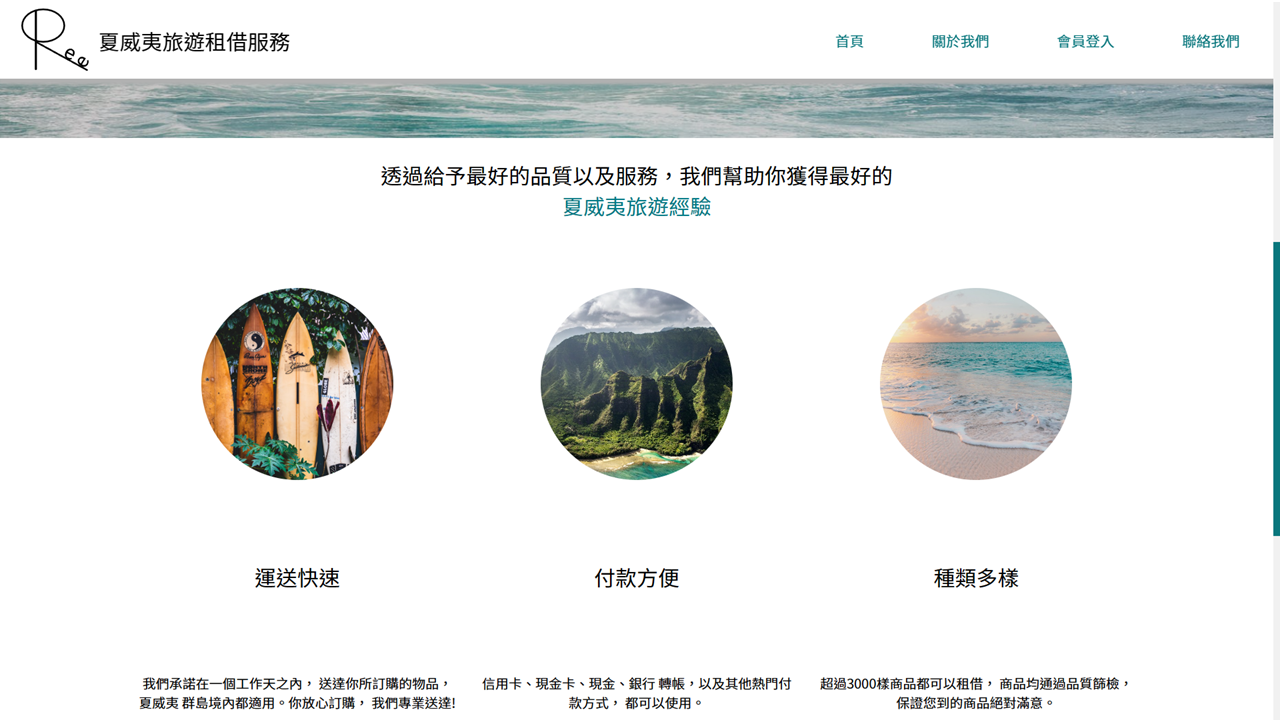 Ree 夏威夷旅遊租借服務
首頁 關於我們 會員登入 聯絡我們
透過給予最好的品質以及服務，我們幫助你獲得最好的
夏威夷旅遊經驗
運送快速
付款方便
種類多樣
我們承諾在一個工作天之內， 送達你所訂購的物品，
夏威夷 群島境內都適用。你放心訂購， 我們專業送達!
信用卡、現金卡、現金、銀行 轉帳，以及其他熱門付
款方式， 都可以使用。
超過3000樣商品都可以租借， 商品均通過品質篩檢，
保證您到的商品絕對滿意。